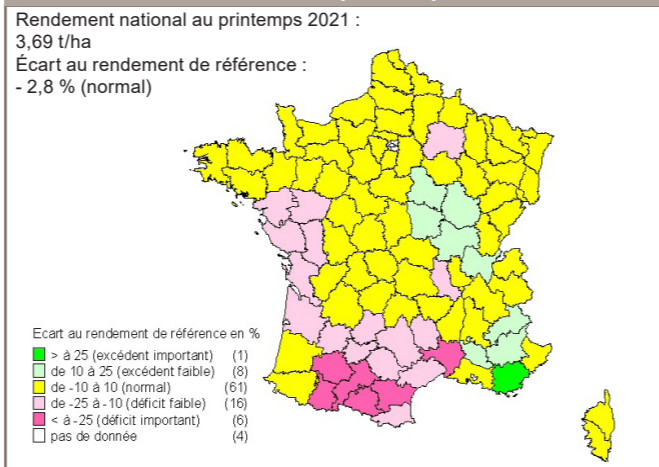 Rendement national au printemps 2021 :
3,69 t/ha
Écart au rendement de référence :
- 2,8 % (normal)
Ecart au rendement de référence en %
> à 25 (excédent important) (1)
de 10 à 25 (excédent faible) (8)
de -10 à 10 (normal) (61)
de -25 à -10 (déficit faible) (16)
< à -25 (déficit important) (6)
pas de donnée (4)